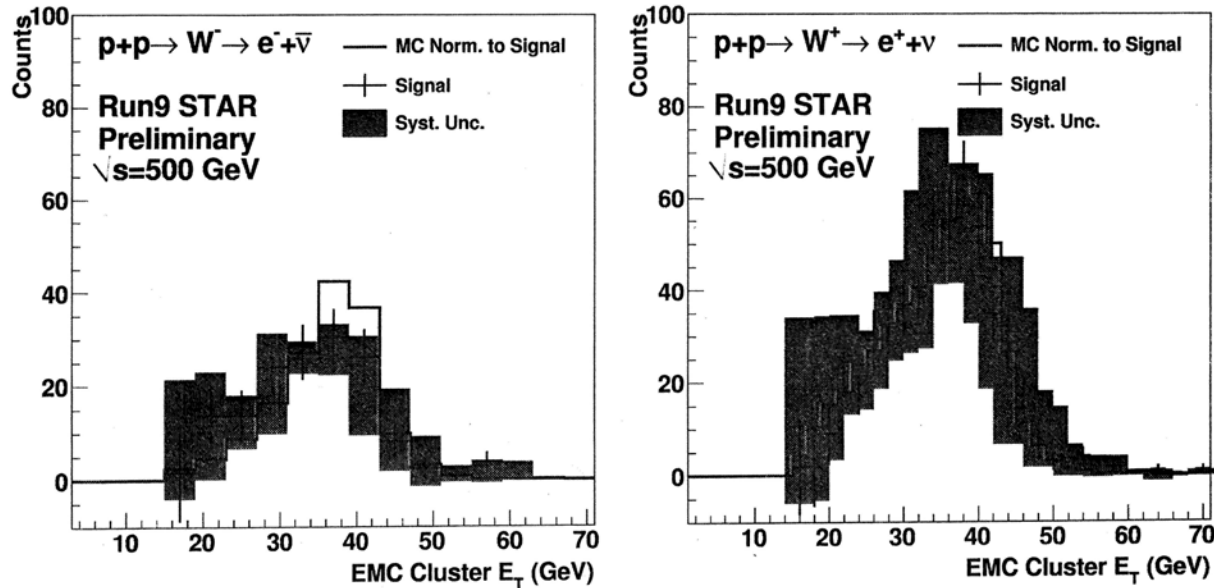 p+p→ W⁻→ e⁻+ν̄
MC Norm. to Signal
Signal
Syst. Unc.
Run9 STAR
Preliminary
√s=500 GeV
Counts
100
80
60
40
20
0
10 20 30 40 50 60 70
EMC Cluster E_T (GeV)
p+p→ W⁺→ e⁺+ν
MC Norm. to Signal
Signal
Syst. Unc.
Run9 STAR
Preliminary
√s=500 GeV
Counts
100
80
60
40
20
0
10 20 30 40 50 60 70
EMC Cluster E_T (GeV)